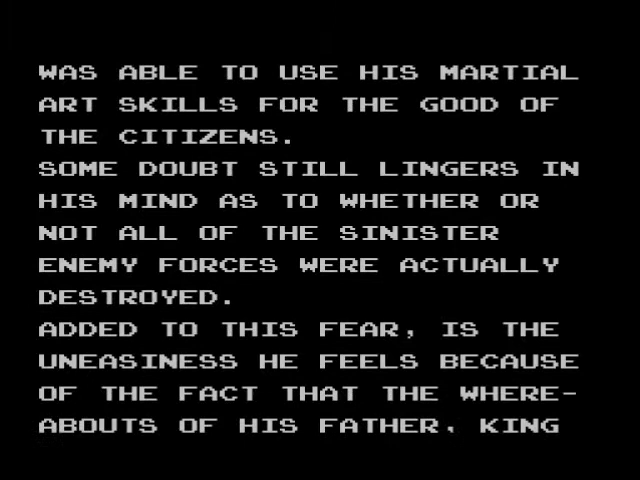 WAS ABLE TO USE HIS MARTIAL
ART SKILLS FOR THE GOOD OF
THE CITIZENS.
SOME DOUBT STILL LINGERS IN
HIS MIND AS TO WHETHER OR
NOT ALL OF THE SINISTER
ENEMY FORCES WERE ACTUALLY
DESTROYED.
ADDED TO THIS FEAR, IS THE
UNEASINESS HE FEELS BECAUSE
OF THE FACT THAT THE WHERE-
ABOUTS OF HIS FATHER, KING